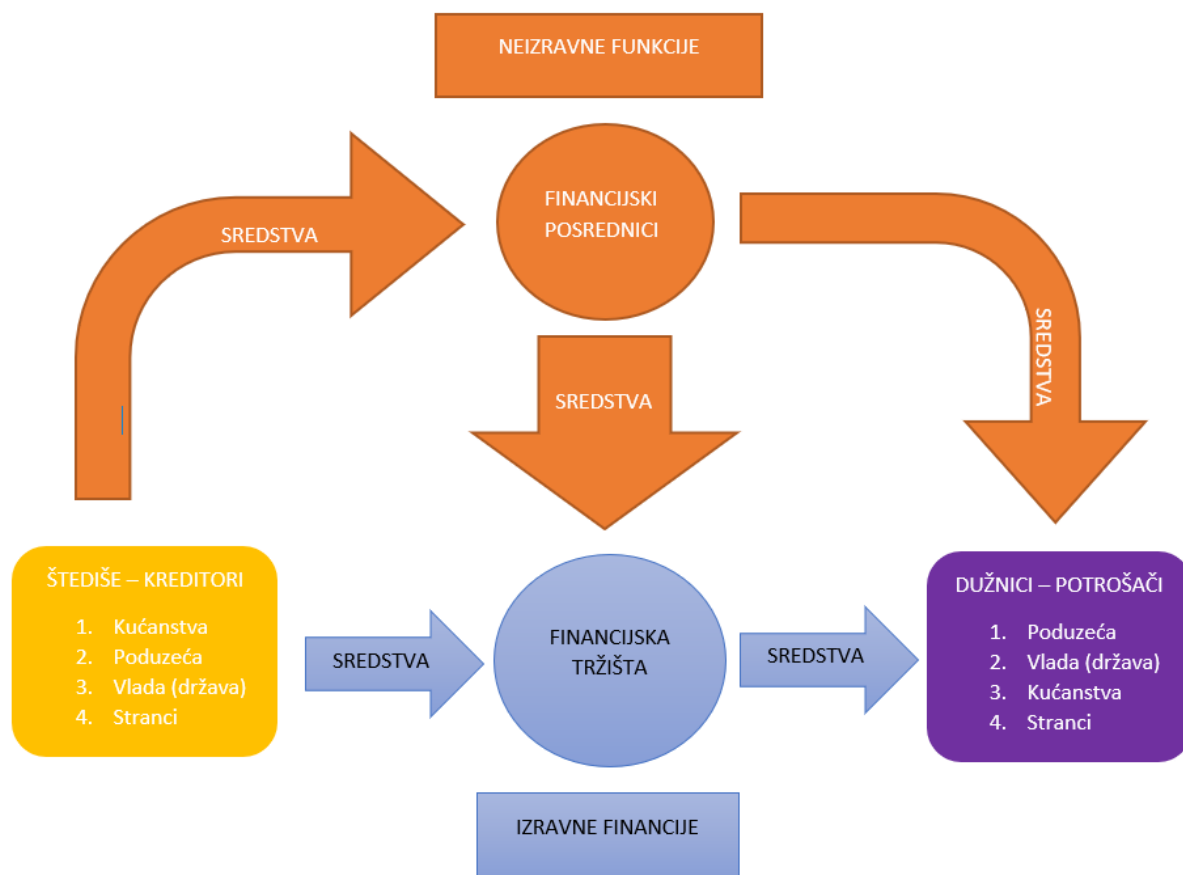 NEIZRAVNE FUNKCIJE
FINANCIJSKI
POSREDNICI
SREDSTVA
SREDSTVA
SREDSTVA
ŠTEDIŠE – KREDITORI
1. Kućanstva
2. Poduzeća
3. Vlada (država)
4. Stranci
SREDSTVA
FINANCIJSKA
TRŽIŠTA
SREDSTVA
DUŽNICI – POTROŠAČI
1. Poduzeća
2. Vlada (država)
3. Kućanstva
4. Stranci
IZRAVNE FINANCIJE